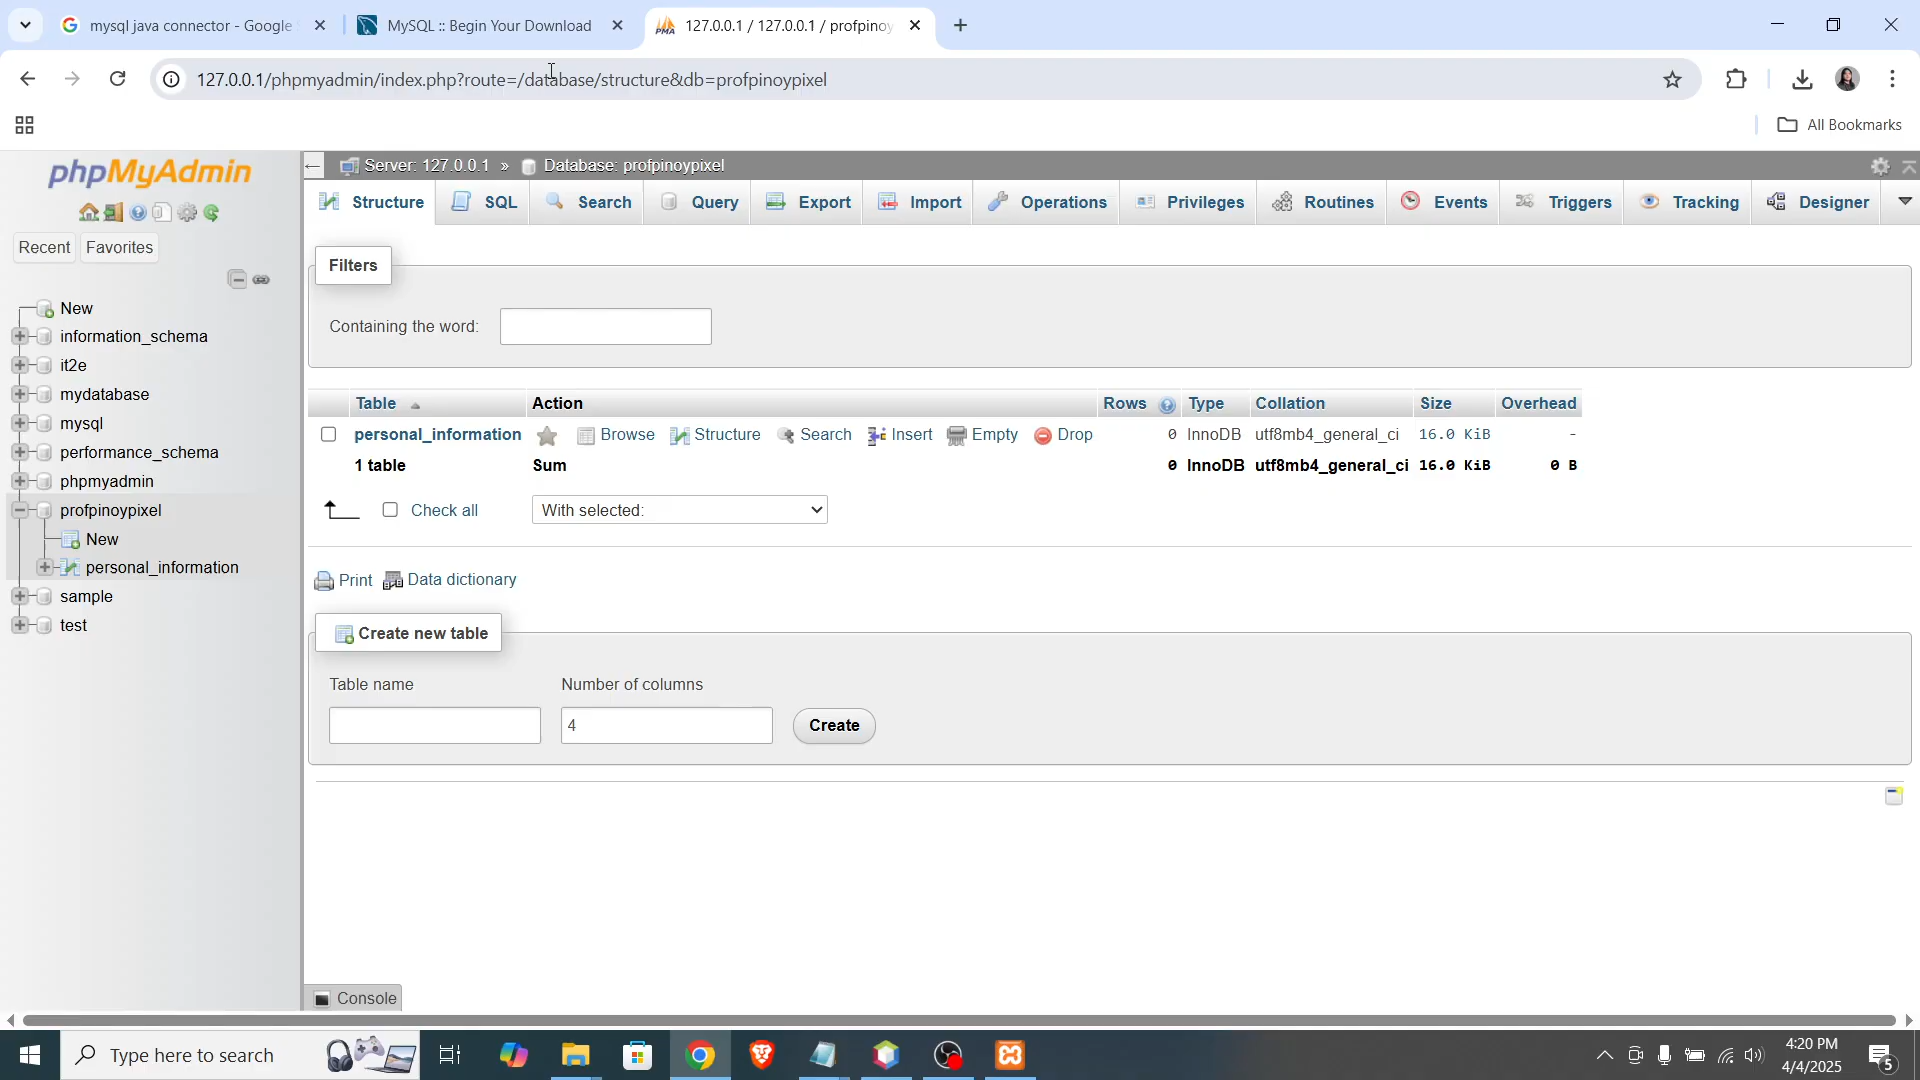 mysql java connector - Google
MySQL :: Begin Your Download
127.0.0.1 / 127.0.0.1 / profpinoy
127.0.0.1/phpmyadmin/index.php?route=/database/structure&db=profpinoypixel
All Bookmarks
phpMyAdmin
Recent
Favorites
New
information_schema
it2e
mydatabase
mysql
performance_schema
phpmyadmin
profpinoypixel
New
personal_information
sample
test
Server: 127.0.0.1 » Database: profpinoypixel
Structure SQL Search Query Export Import Operations Privileges Routines Events Triggers Tracking Designer
Filters
Containing the word:
Table Action Rows Type Collation Size Overhead
personal_information Browse Structure Search Insert Empty Drop 0 InnoDB utf8mb4_general_ci 16.0 KiB -
1 table Sum 0 InnoDB utf8mb4_general_ci 16.0 KiB 0 B
Check all With selected:
Print Data dictionary
Create new table
Table name Number of columns
4 Create
Console
Type here to search
4:20 PM
4/4/2025
5